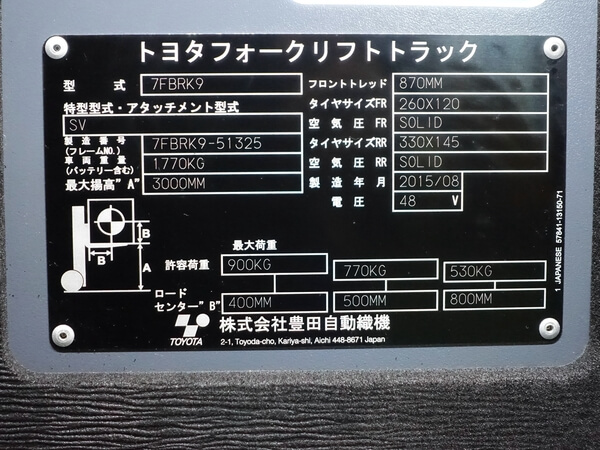 トヨタフォークリフトトラック
型式 7FBRK9
特型型式・アタッチメント型式
SV
製造番号
(フレームNO.) 7FBRK9-51325
車両重量
(バッテリー含む) 1,770KG
最大揚高"A" 3000MM
フロントトレッド 870MM
タイヤサイズFR 260X120
空気圧FR SOLID
タイヤサイズRR 330X145
空気圧RR SOLID
製造年月 2015/08
電圧 48 V
B
B
A
最大荷重
許容荷重 900KG 770KG 530KG
ロード
センター"B" 400MM 500MM 800MM
TOYOTA
株式会社豊田自動織機
2-1, Toyoda-cho, Kariya-shi, Aichi 448-8671 Japan
1 JAPANESE 57841-13150-71